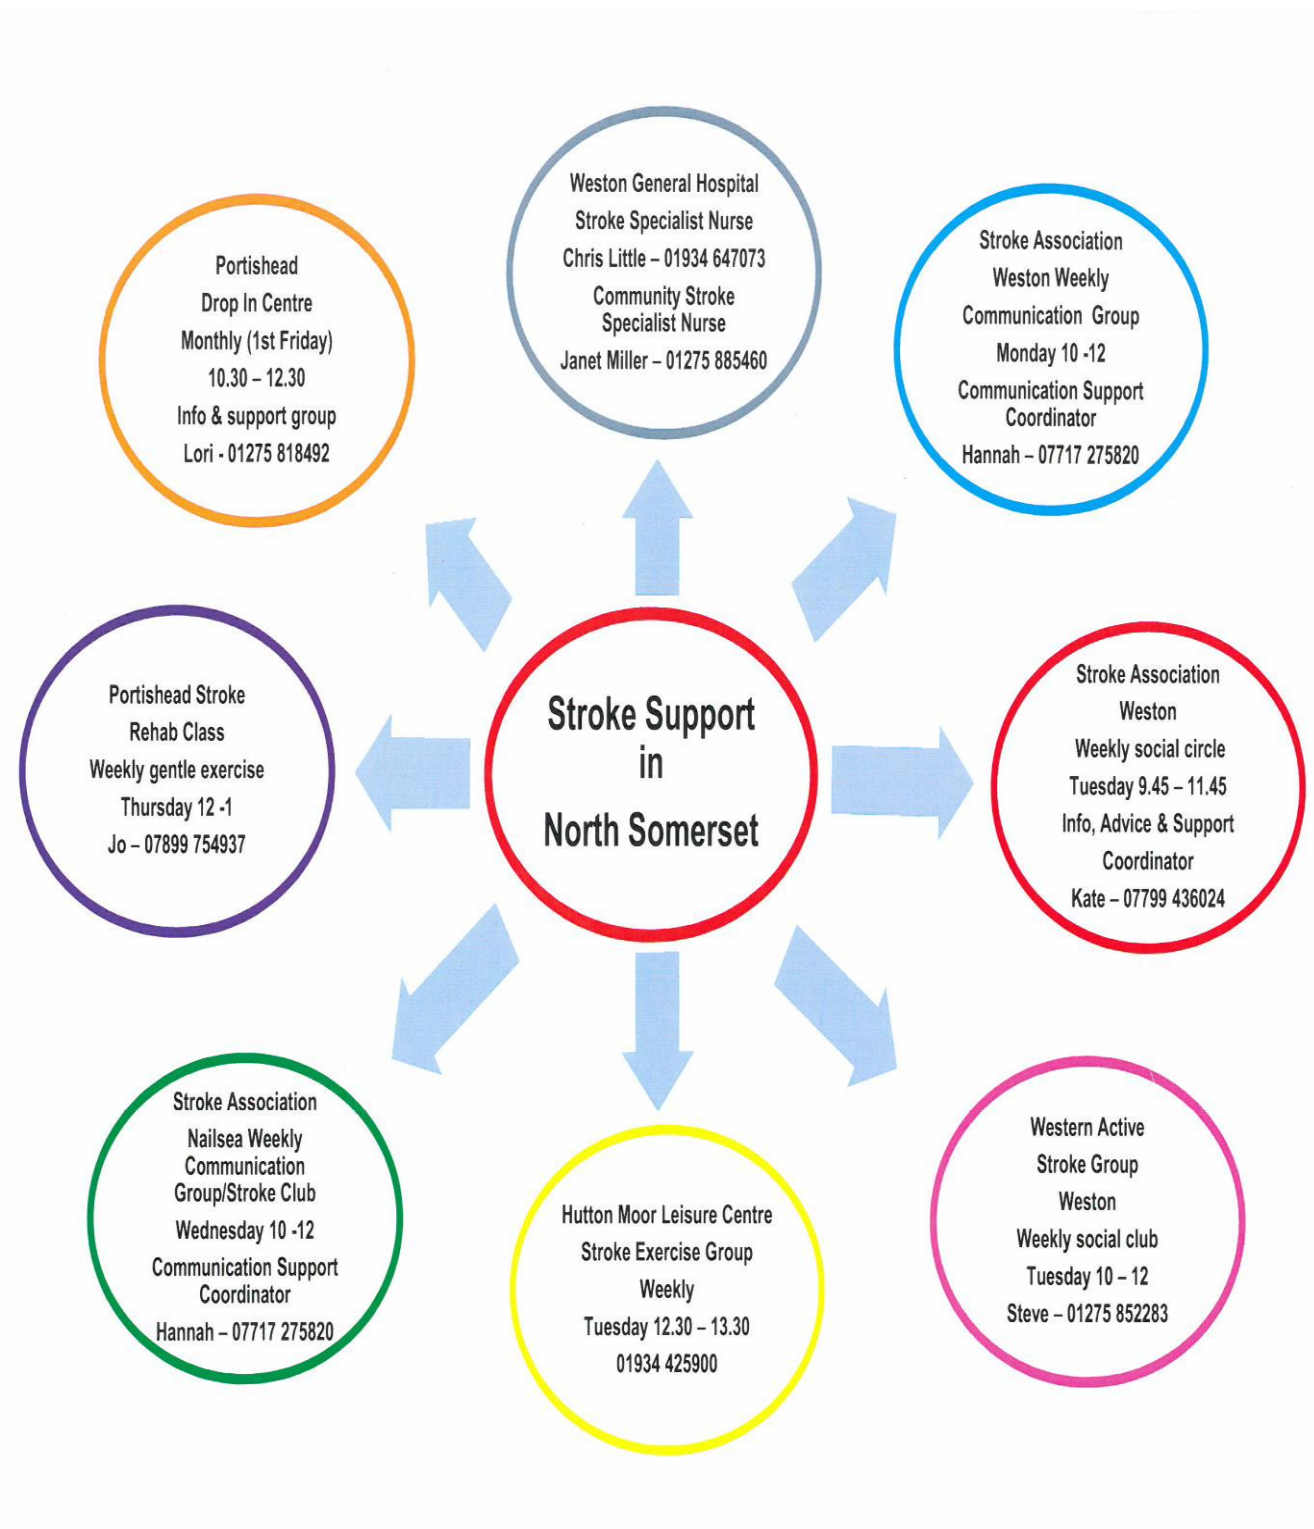 Weston General Hospital
Stroke Specialist Nurse
Chris Little – 01934 647073
Community Stroke
Specialist Nurse
Janet Miller – 01275 885460
Stroke Association
Weston Weekly
Communication Group
Monday 10 -12
Communication Support
Coordinator
Hannah – 07717 275820
Portishead
Drop In Centre
Monthly (1st Friday)
10.30 – 12.30
Info & support group
Lori - 01275 818492
Stroke Support
in
North Somerset
Stroke Association
Weston
Weekly social circle
Tuesday 9.45 – 11.45
Info, Advice & Support
Coordinator
Kate – 07799 436024
Portishead Stroke
Rehab Class
Weekly gentle exercise
Thursday 12 -1
Jo – 07899 754937
Stroke Association
Nailsea Weekly
Communication
Group/Stroke Club
Wednesday 10 -12
Communication Support
Coordinator
Hannah – 07717 275820
Hutton Moor Leisure Centre
Stroke Exercise Group
Weekly
Tuesday 12.30 – 13.30
01934 425900
Western Active
Stroke Group
Weston
Weekly social club
Tuesday 10 – 12
Steve – 01275 852283